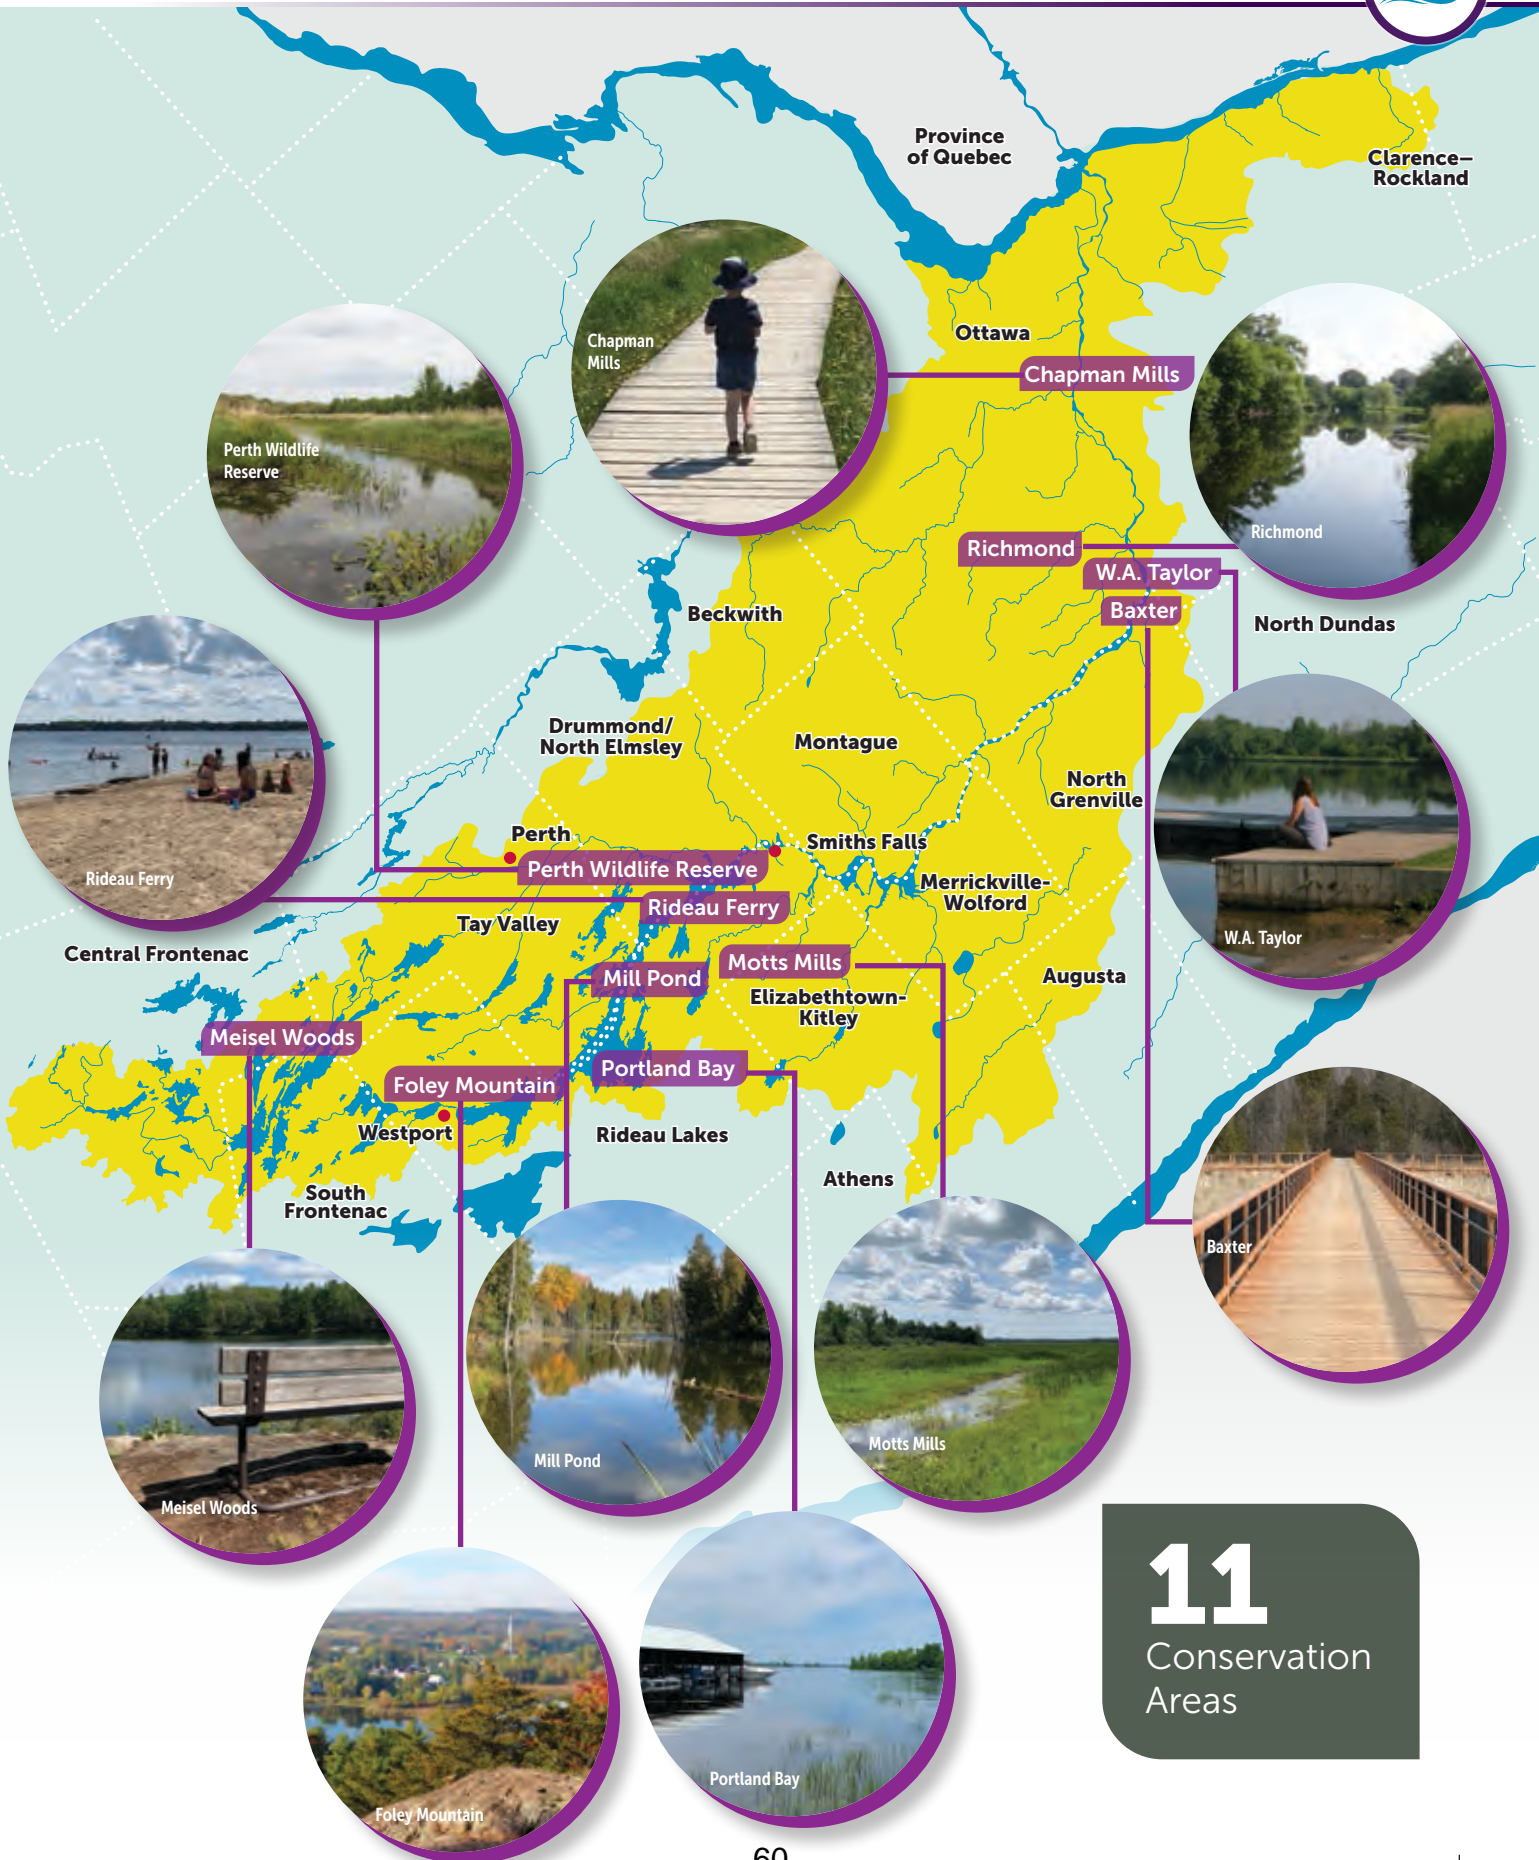 Province
of Quebec
Clarence–
Rockland
Ottawa
Chapman
Mills
Chapman Mills
Perth Wildlife
Reserve
Richmond
Richmond
W.A. Taylor
Baxter
North Dundas
Beckwith
Drummond/
North Elmsley
Montague
North
Grenville
Rideau Ferry
Perth
Smiths Falls
Perth Wildlife Reserve
Merrickville-
Wolford
Rideau Ferry
Tay Valley
W.A. Taylor
Central Frontenac
Motts Mills
Mill Pond
Augusta
Elizabethtown-
Kitley
Meisel Woods
Portland Bay
Foley Mountain
Westport
Rideau Lakes
Athens
South
Frontenac
Baxter
Motts Mills
Mill Pond
Meisel Woods
11
Conservation
Areas
Portland Bay
Foley Mountain
60